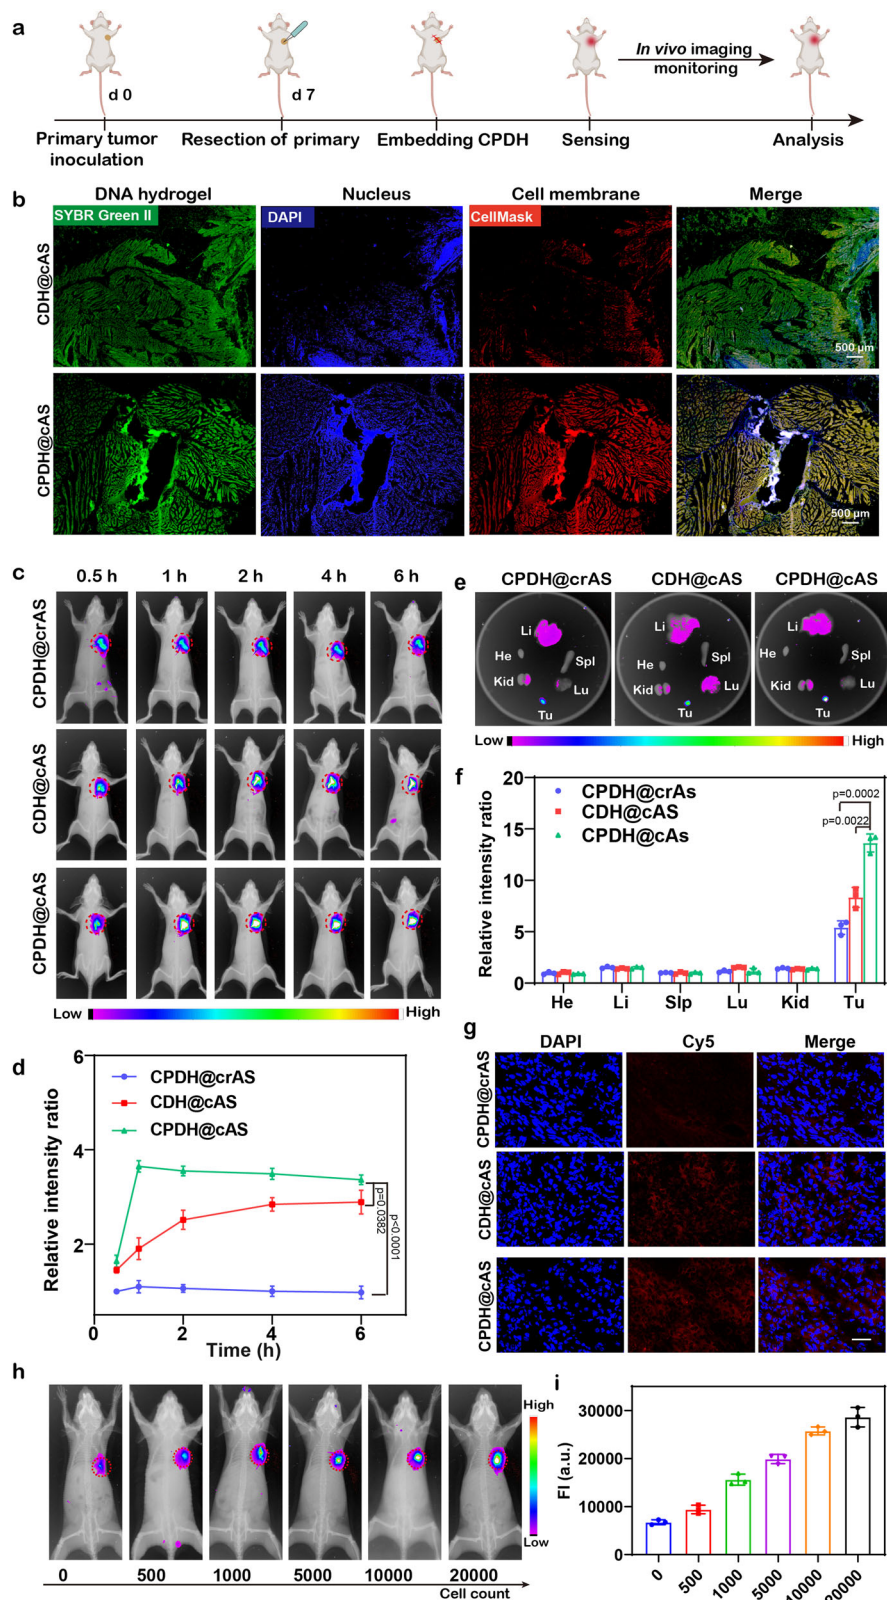 a
In vivo imaging
monitoring
d 0
d 7
Primary tumor
inoculation
Resection of primary
Embedding CPDH
Sensing
Analysis
b
DNA hydrogel
Nucleus
Cell membrane
Merge
SYBR Green II
DAPI
CellMask
CDH@cAS
500 μm
CPDH@cAS
500 μm
c
0.5 h
1 h
2 h
4 h
6 h
CPDH@crAS
CDH@cAS
CPDH@cAS
Low
High
e
CPDH@crAS
CDH@cAS
CPDH@cAS
Li
He
Spl
Kid
Lu
Tu
Li
He
Spl
Kid
Lu
Tu
Li
He
Spl
Kid
Lu
Tu
Low
High
f
Relative intensity ratio
20
15
10
5
0
CPDH@crAs
CDH@cAS
CPDH@cAs
p=0.0002
p=0.0022
He
Li
Slp
Lu
Kid
Tu
d
Relative intensity ratio
6
4
2
CPDH@crAS
CDH@cAS
CPDH@cAS
p=0.0382
p<0.0001
0
2
4
6
Time (h)
g
DAPI
Cy5
Merge
CPDH@crAS
CDH@cAS
CPDH@cAS
h
High
Low
0
500
1000
5000
10000
20000
Cell count
i
FI (a.u.)
30000
20000
10000
0
0
500
1000
5000
10000
20000